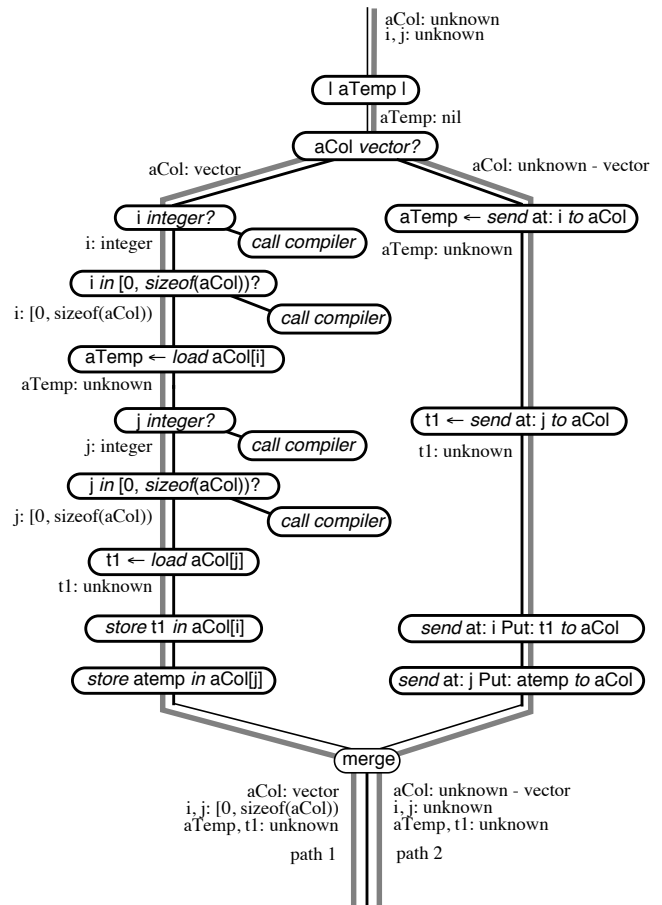 aCol: unknown
i, j: unknown
| aTemp |
aTemp: nil
aCol vector?
aCol: vector
aCol: unknown - vector
i integer?
aTemp ← send at: i to aCol
i: integer
call compiler
aTemp: unknown
i in [0, sizeof(aCol))?
i: [0, sizeof(aCol))
call compiler
aTemp ← load aCol[i]
aTemp: unknown
j integer?
t1 ← send at: j to aCol
j: integer
call compiler
t1: unknown
j in [0, sizeof(aCol))?
j: [0, sizeof(aCol))
call compiler
t1 ← load aCol[j]
t1: unknown
store t1 in aCol[i]
send at: i Put: t1 to aCol
store atemp in aCol[j]
send at: j Put: atemp to aCol
merge
aCol: vector
i, j: [0, sizeof(aCol))
aTemp, t1: unknown
path 1
aCol: unknown - vector
i, j: unknown
aTemp, t1: unknown
path 2